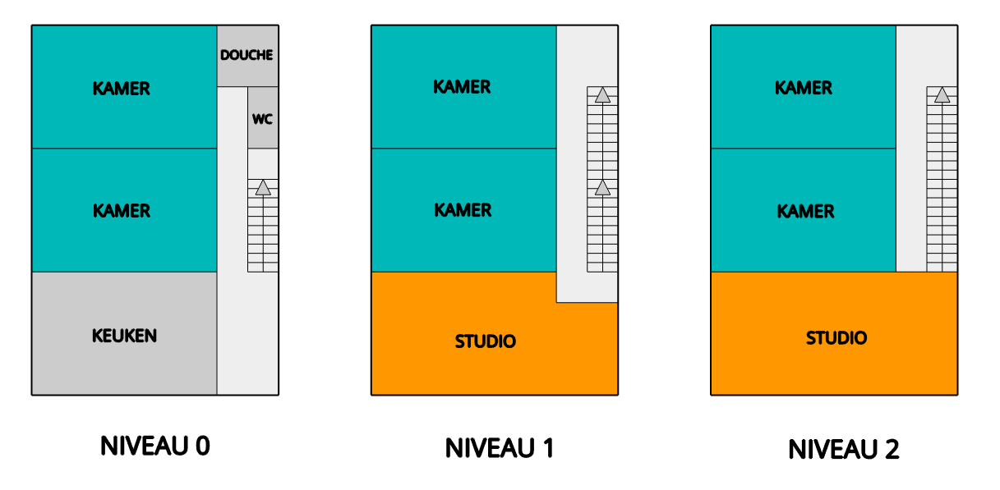 DOUCHE
KAMER
WC
KAMER
KEUKEN
NIVEAU 0
KAMER
KAMER
STUDIO
NIVEAU 1
KAMER
KAMER
STUDIO
NIVEAU 2